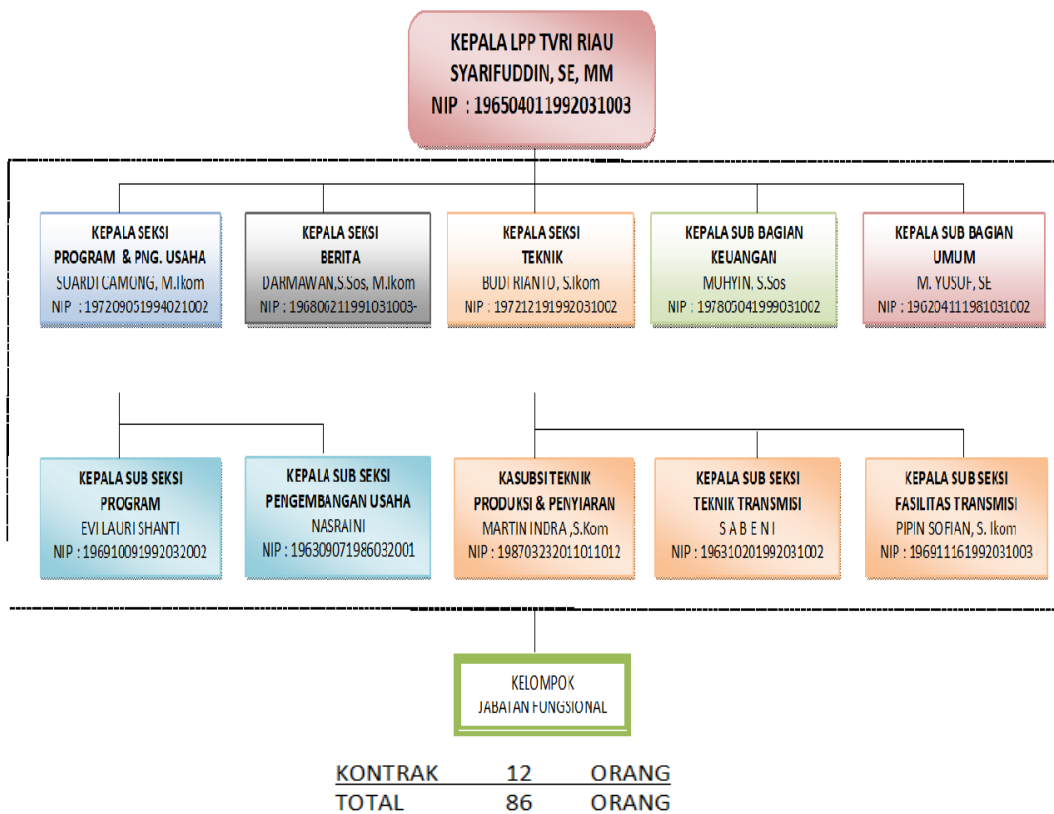 KEPALA LPP TVRI RIAU
SYARIFUDDIN, SE, MM
NIP : 196504011992031003
KEPALA SEKSI
PROGRAM & PNG. USAHA
SUARDI CAMONG, M.Ikom
NIP : 197209051994021002
KEPALA SEKSI
BERITA
DARMAWAN,S.Sos, M.Ikom
NIP : 196806211991031003-
KEPALA SEKSI
TEKNIK
BUDI RIANTO, S.Ikom
NIP : 197212191992031002
KEPALA SUB BAGIAN
KEUANGAN
MUHYIN, S.Sos
NIP : 197805041999031002
KEPALA SUB BAGIAN
UMUM
M. YUSUF, SE
NIP : 196204111981031002
KEPALA SUB SEKSI
PROGRAM
EVI LAURI SHANTI
NIP : 196910091992032002
KEPALA SUB SEKSI
PENGEMBANGAN USAHA
NASRAINI
NIP : 196309071986032001
KASUBSI TEKNIK
PRODUKSI & PENYIARAN
MARTIN INDRA ,S.Kom
NIP : 198703232011011012
KEPALA SUB SEKSI
TEKNIK TRANSMISI
S A B E N I
NIP : 196310201992031002
KEPALA SUB SEKSI
FASILITAS TRANSMISI
PIPIN SOFIAN, S. Ikom
NIP : 196911161992031003
KELOMPOK
JABATAN FUNGSIONAL
KONTRAK 12 ORANG
TOTAL 86 ORANG